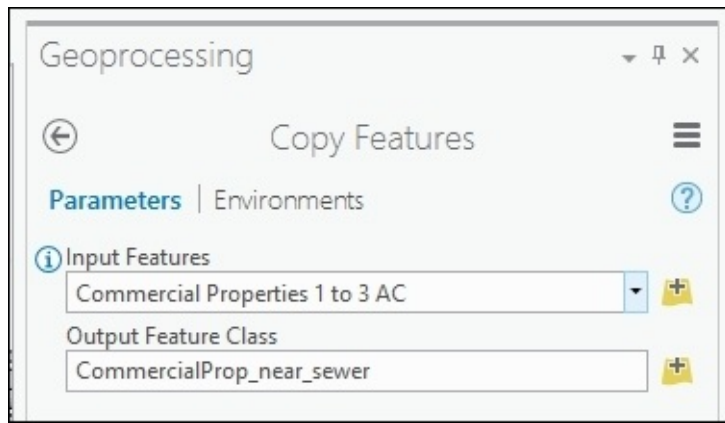 Geoprocessing
Copy Features
Parameters | Environments
Input Features
Commercial Properties 1 to 3 AC
Output Feature Class
CommercialProp_near_sewer